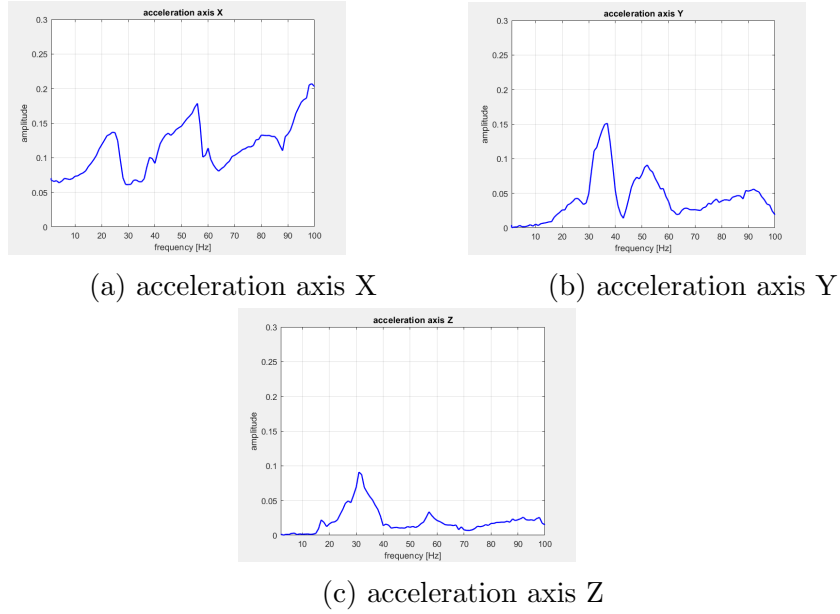 acceleration axis X
0.3
0.25
0.2
0.15
0.1
0.05
0
amplitude
10 20 30 40 50 60 70 80 90 100
frequency [Hz]
(a) acceleration axis X
acceleration axis Y
0.3
0.25
0.2
0.15
0.1
0.05
0
amplitude
10 20 30 40 50 60 70 80 90 100
frequency [Hz]
(b) acceleration axis Y
acceleration axis Z
0.3
0.25
0.2
0.15
0.1
0.05
0
amplitude
10 20 30 40 50 60 70 80 90 100
frequency [Hz]
(c) acceleration axis Z